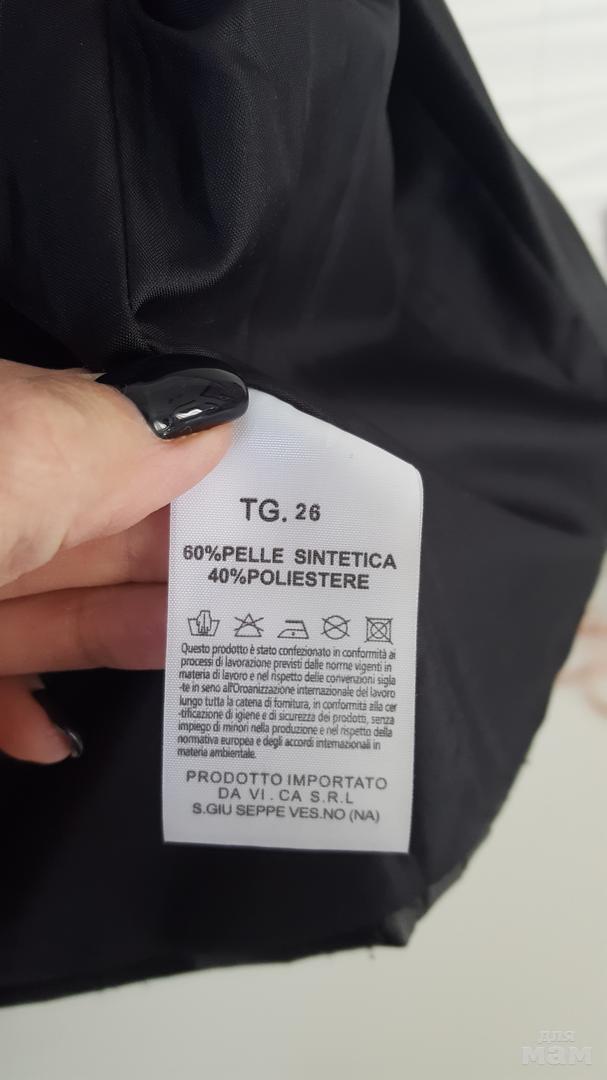 TG. 26
60%PELLE SINTETICA
40%POLIESTERE
Questo prodotto è stato confezionato in conformità ai
processi di lavorazione previsti dalle norme vigenti in
materia di lavoro e nel rispetto delle convenzioni sigla
-te in seno all'Oroanizzazione internazionale del lavoro
lungo tutta la catena di fornitura, in conformità alla cer
-tificazione di igiene e di sicurezza dei prodotti, senza
impiego di minori nella produzione e nel rispetto della
normativa europea e degli accordi internazionali in
materia ambientale.
PRODOTTO IMPORTATO
DA VI.CA S.R.L
S.GIU SEPPE VES.NO (NA)
для
мам